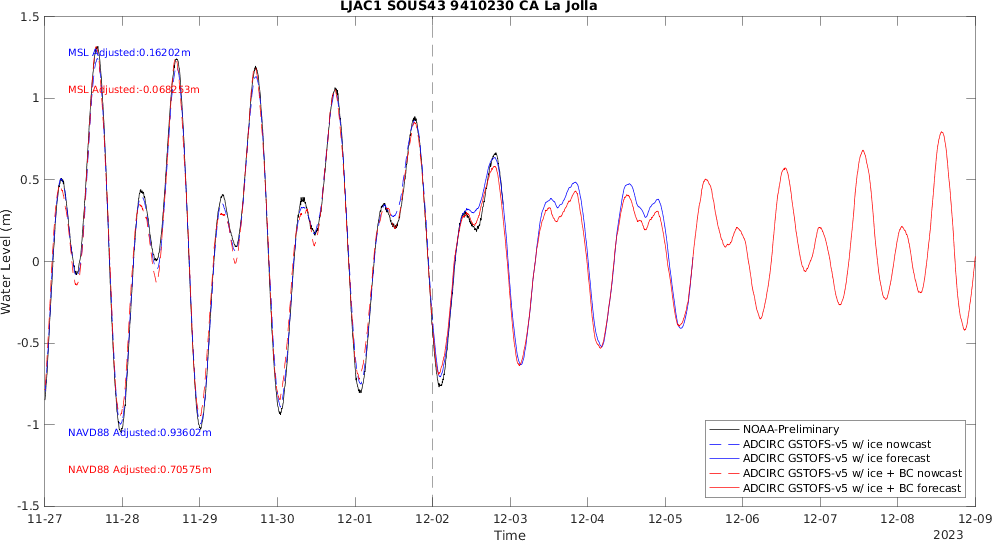 LJAC1 SOUS43 9410230 CA La Jolla
1.5
1
0.5
0
-0.5
-1
-1.5
Water Level (m)
MSL Adjusted:0.16202m
MSL Adjusted:-0.068253m
NAVD88 Adjusted:0.93602m
NAVD88 Adjusted:0.70575m
NOAA-Preliminary
ADCIRC GSTOFS-v5 w/ ice nowcast
ADCIRC GSTOFS-v5 w/ ice forecast
ADCIRC GSTOFS-v5 w/ ice + BC nowcast
ADCIRC GSTOFS-v5 w/ ice + BC forecast
11-27 11-28 11-29 11-30 12-01 12-02 12-03 12-04 12-05 12-06 12-07 12-08 12-09
Time
2023